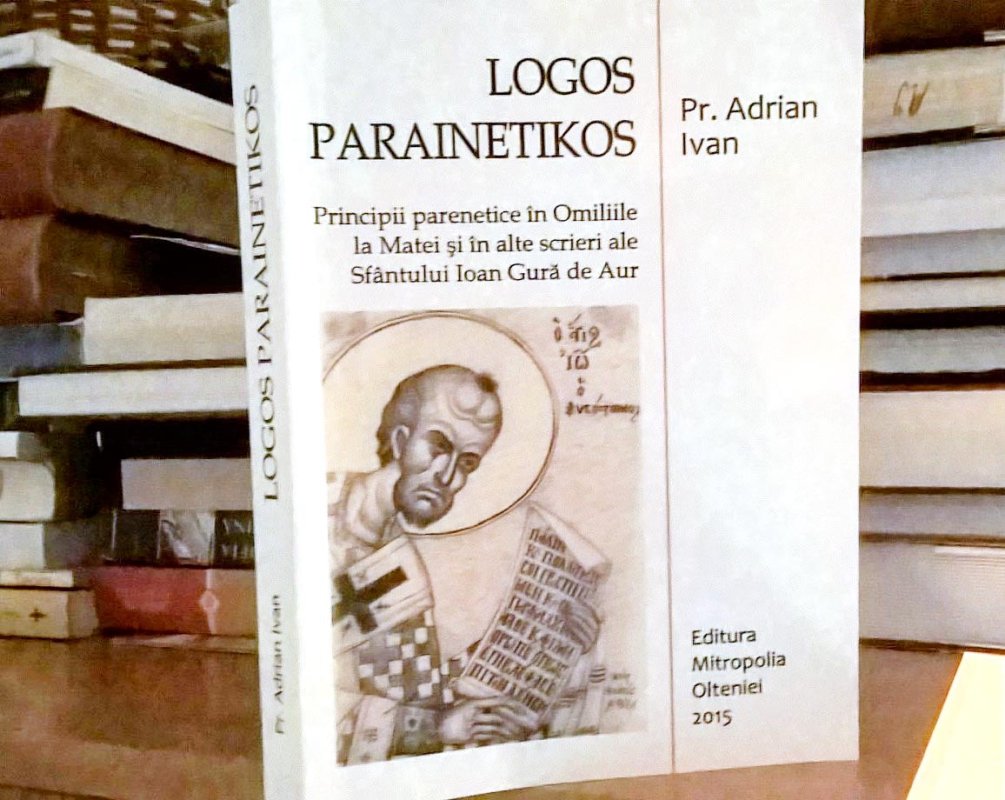 LOGOS
PARAINETIKOS
Principii parenetice în Omiliile
la Matei şi în alte scrieri ale
Sfântului Ioan Gură de Aur
Pr. Adrian
Ivan
Editura
Mitropolia
Olteniei
2015
LOGOS PARAINETIKOS
Pr. Adrian Ivan